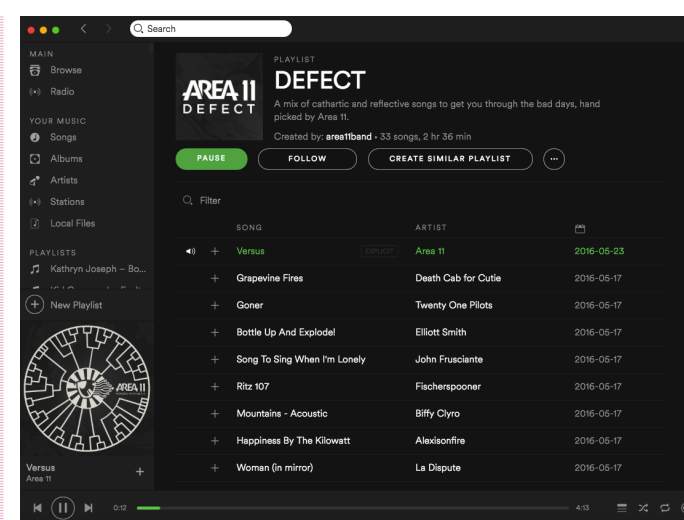 Search
MAIN
Browse
Radio
YOUR MUSIC
Songs
Albums
Artists
Stations
Local Files
PLAYLISTS
Kathryn Joseph – Bo...
New Playlist
AREA 11
Versus
Area 11
AREA 11
DEFECT
PLAYLIST
DEFECT
A mix of cathartic and reflective songs to get you through the bad days, hand
picked by Area 11.
Created by: area11band • 33 songs, 2 hr 36 min
PAUSE FOLLOW CREATE SIMILAR PLAYLIST ...
Filter
SONG ARTIST
Versus EXPLICIT Area 11 2016-05-23
Grapevine Fires Death Cab for Cutie 2016-05-17
Goner Twenty One Pilots 2016-05-17
Bottle Up And Explode! Elliott Smith 2016-05-17
Song To Sing When I'm Lonely John Frusciante 2016-05-17
Ritz 107 Fischerspooner 2016-05-17
Mountains - Acoustic Biffy Clyro 2016-05-17
Happiness By The Kilowatt Alexisonfire 2016-05-17
Woman (in mirror) La Dispute 2016-05-17
0:12 4:13